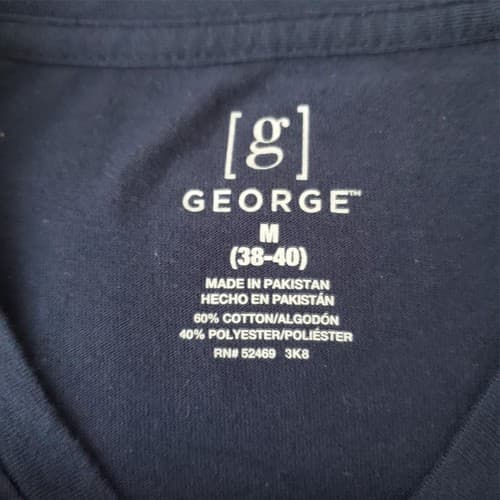 [g]
GEORGE™
M
(38-40)
MADE IN PAKISTAN
HECHO EN PAKISTÁN
60% COTTON/ALGODÓN
40% POLYESTER/POLIÉSTER
RN# 52469 3K8